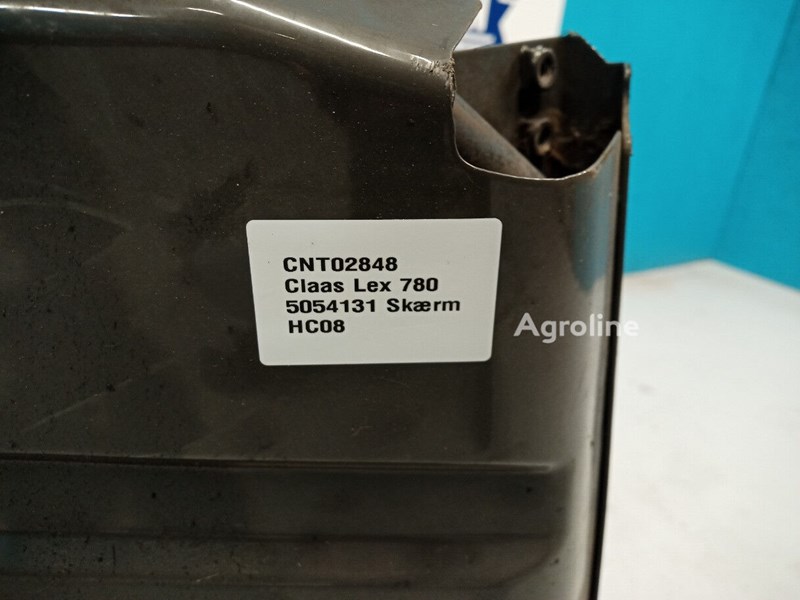 CNT02848
Claas Lex 780
5054131 Skærm
HC08
Agroline